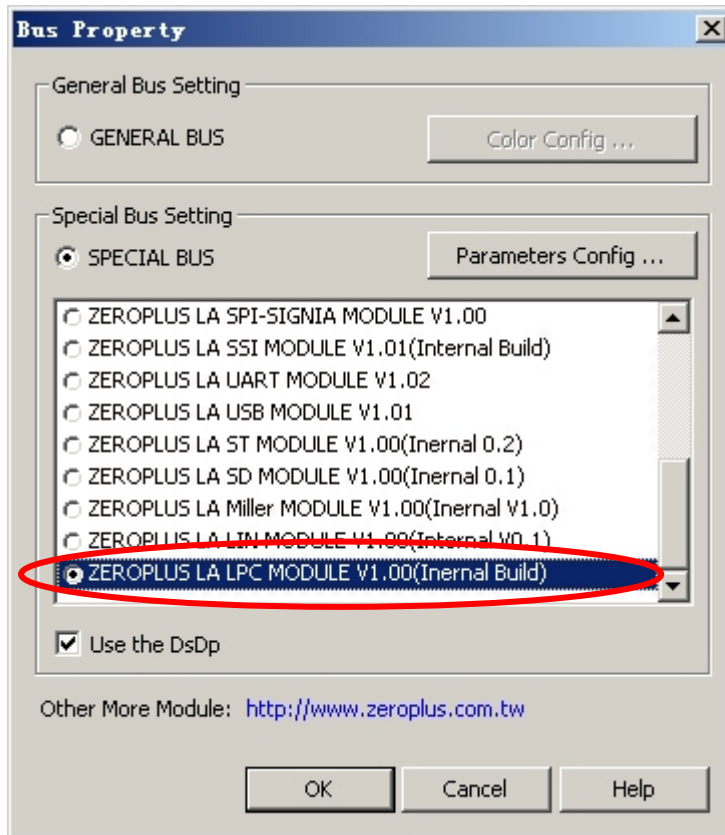 Bus Property
General Bus Setting
GENERAL BUS
Color Config ...
Special Bus Setting
SPECIAL BUS
Parameters Config ...
ZEROPLUS LA SPI-SIGNIA MODULE V1.00
ZEROPLUS LA SSI MODULE V1.01(Internal Build)
ZEROPLUS LA UART MODULE V1.02
ZEROPLUS LA USB MODULE V1.01
ZEROPLUS LA ST MODULE V1.00(Inernal 0.2)
ZEROPLUS LA SD MODULE V1.00(Inernal 0.1)
ZEROPLUS LA Miller MODULE V1.00(Inernal V1.0)
ZEROPLUS LA LIN MODULE V1.00(Internal V0.1)
ZEROPLUS LA LPC MODULE V1.00(Inernal Build)
Use the DsDp
Other More Module: http://www.zeroplus.com.tw
OK Cancel Help